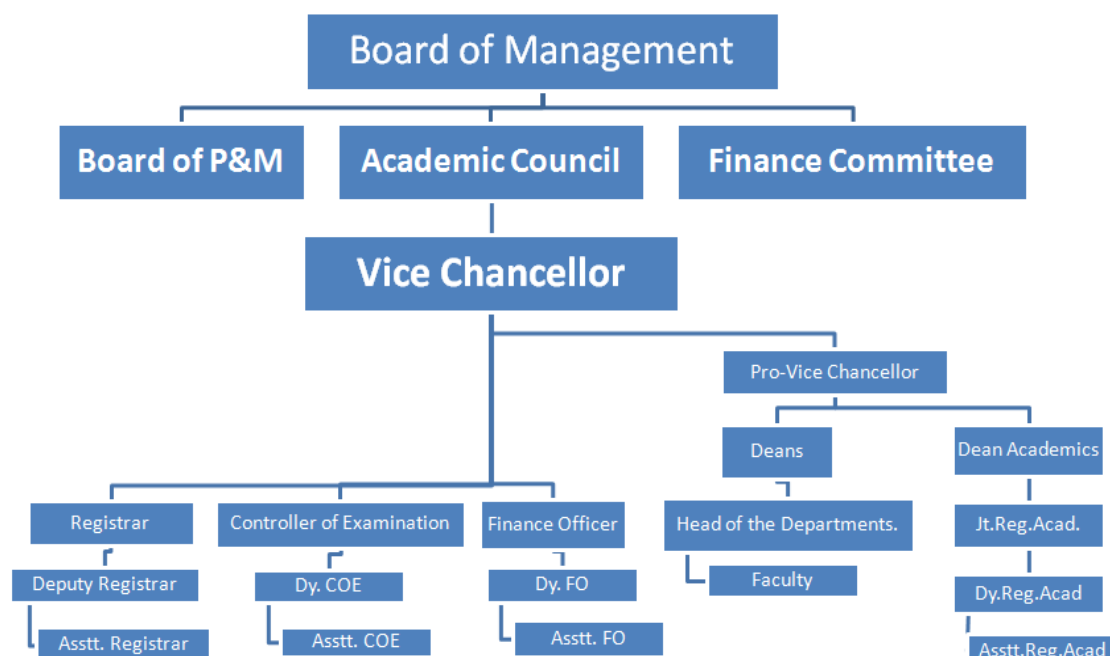 Board of Management
Board of P&M
Academic Council
Finance Committee
Vice Chancellor
Pro-Vice Chancellor
Deans
Dean Academics
Registrar
Controller of Examination
Finance Officer
Head of the Departments.
Jt.Reg.Acad.
Deputy Registrar
Dy. COE
Dy. FO
Faculty
Dy.Reg.Acad
Asstt. Registrar
Asstt. COE
Asstt. FO
Asstt.Reg.Acad